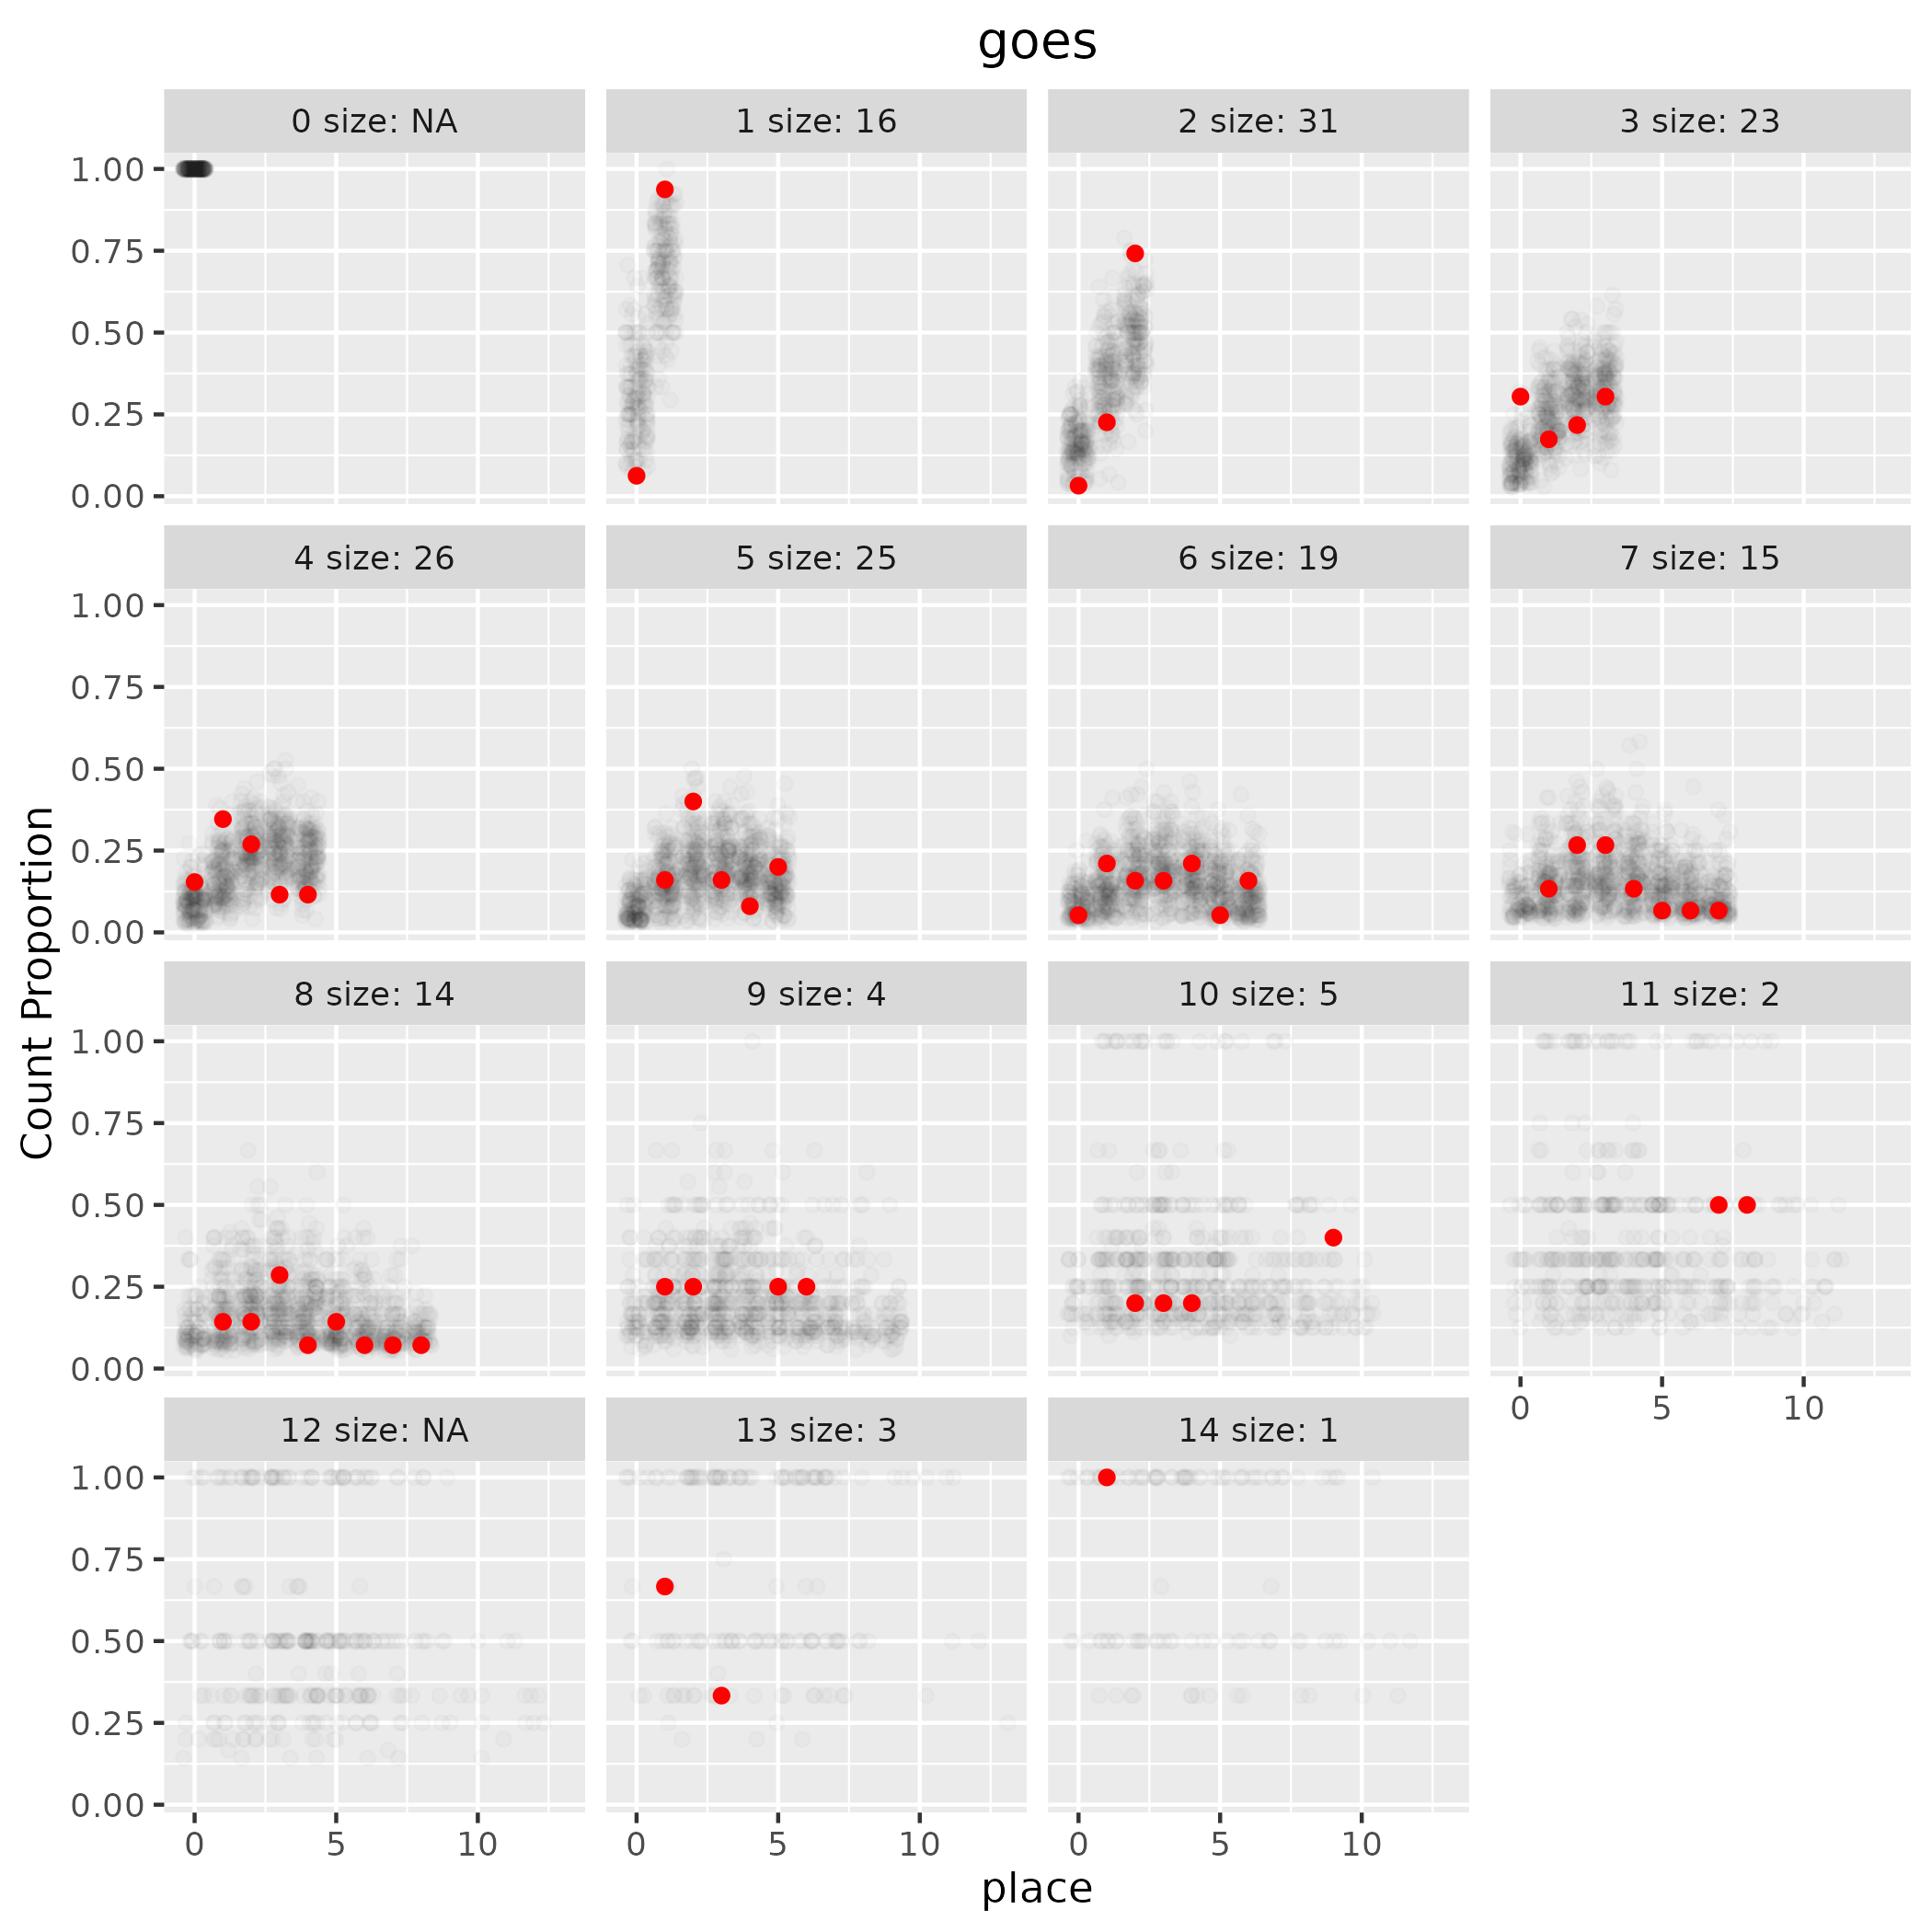 goes
0 size: NA
1 size: 16
2 size: 31
3 size: 23
1.00
0.75
0.50
0.25
0.00
4 size: 26
5 size: 25
6 size: 19
7 size: 15
1.00
0.75
0.50
0.25
0.00
Count Proportion
8 size: 14
9 size: 4
10 size: 5
11 size: 2
1.00
0.75
0.50
0.25
0.00
0 5 10
12 size: NA
13 size: 3
14 size: 1
1.00
0.75
0.50
0.25
0.00
0 5 10 0 5 10 0 5 10
place